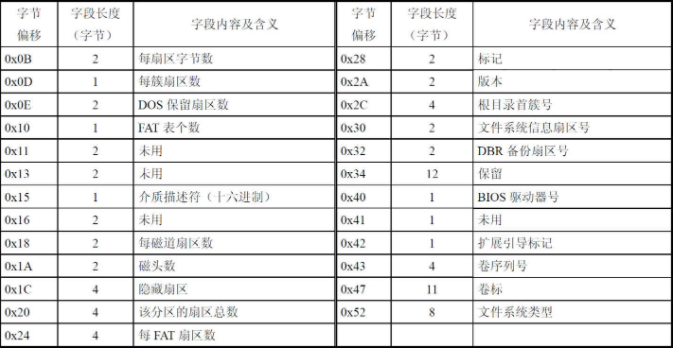 字节偏移 字段长度（字节） 字段内容及含义 字节偏移 字段长度（字节） 字段内容及含义
0x0B 2 每扇区字节数 0x28 2 标记
0x0D 1 每簇扇区数 0x2A 2 版本
0x0E 2 DOS 保留扇区数 0x2C 4 根目录首簇号
0x10 1 FAT 表个数 0x30 2 文件系统信息扇区号
0x11 2 未用 0x32 2 DBR 备份扇区号
0x13 2 未用 0x34 12 保留
0x15 1 介质描述符（十六进制） 0x40 1 BIOS 驱动器号
0x16 2 未用 0x41 1 未用
0x18 2 每磁道扇区数 0x42 1 扩展引导标记
0x1A 2 磁头数 0x43 4 卷序列号
0x1C 4 隐藏扇区 0x47 11 卷标
0x20 4 该分区的扇区总数 0x52 8 文件系统类型
0x24 4 每 FAT 扇区数